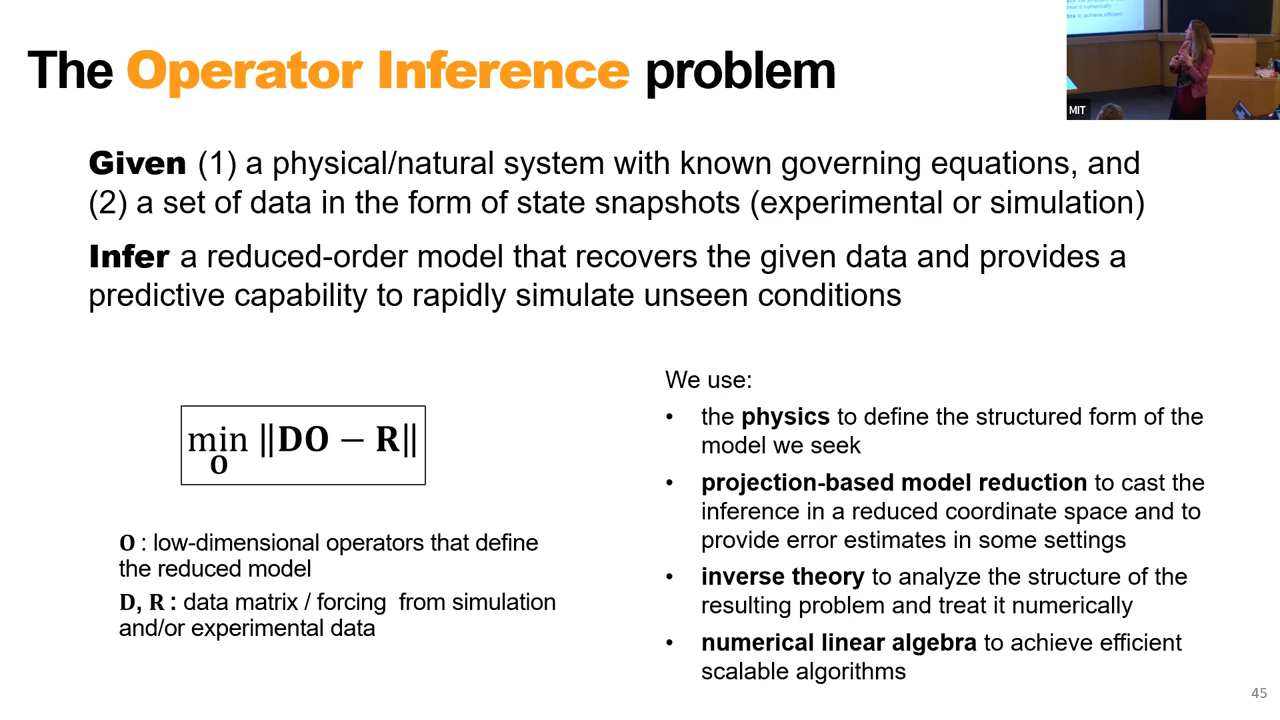 The Operator Inference problem
treat it numerically
to achieve efficient
MIT
Given (1) a physical/natural system with known governing equations, and
(2) a set of data in the form of state snapshots (experimental or simulation)
Infer a reduced-order model that recovers the given data and provides a
predictive capability to rapidly simulate unseen conditions
min ‖DO − R‖
O
O : low-dimensional operators that define
the reduced model
D, R : data matrix / forcing from simulation
and/or experimental data
We use:
• the physics to define the structured form of the
model we seek
• projection-based model reduction to cast the
inference in a reduced coordinate space and to
provide error estimates in some settings
• inverse theory to analyze the structure of the
resulting problem and treat it numerically
• numerical linear algebra to achieve efficient
scalable algorithms
45